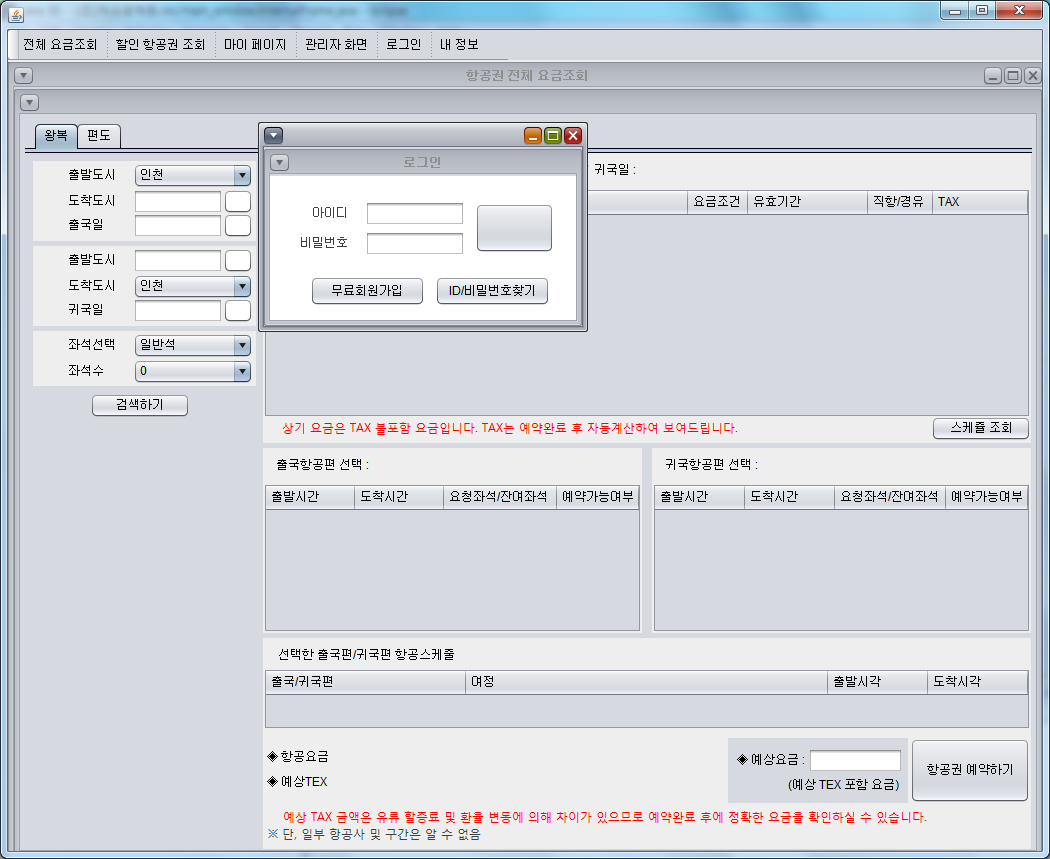 전체 요금조회 할인 항공권 조회 마이 페이지 관리자 화면 로그인 내 정보
항공권 전체 요금조회
왕복 편도
출발도시 인천
도착도시
출국일
출발도시
도착도시 인천
귀국일
좌석선택 일반석
좌석수 0
검색하기
로그인
아이디
비밀번호
무료회원가입 ID/비밀번호찾기
귀국일 :
요금조건 유효기간 직항/경유 TAX
상기 요금은 TAX 불포함 요금입니다. TAX는 예약완료 후 자동계산하여 보여드립니다.
스케쥴 조회
출국항공편 선택 :
출발시간 도착시간 요청좌석/잔여좌석 예약가능여부
귀국항공편 선택 :
출발시간 도착시간 요청좌석/잔여좌석 예약가능여부
선택한 출국편/귀국편 항공스케쥴
출국/귀국편 여정 출발시각 도착시각
◈ 항공요금
◈ 예상TEX
◈ 예상요금 :
(예상 TEX 포함 요금)
항공권 예약하기
예상 TAX 금액은 유류 할증료 및 환율 변동에 의해 차이가 있으므로 예약완료 후에 정확한 요금을 확인하실 수 있습니다.
※ 단, 일부 항공사 및 구간은 알 수 없음